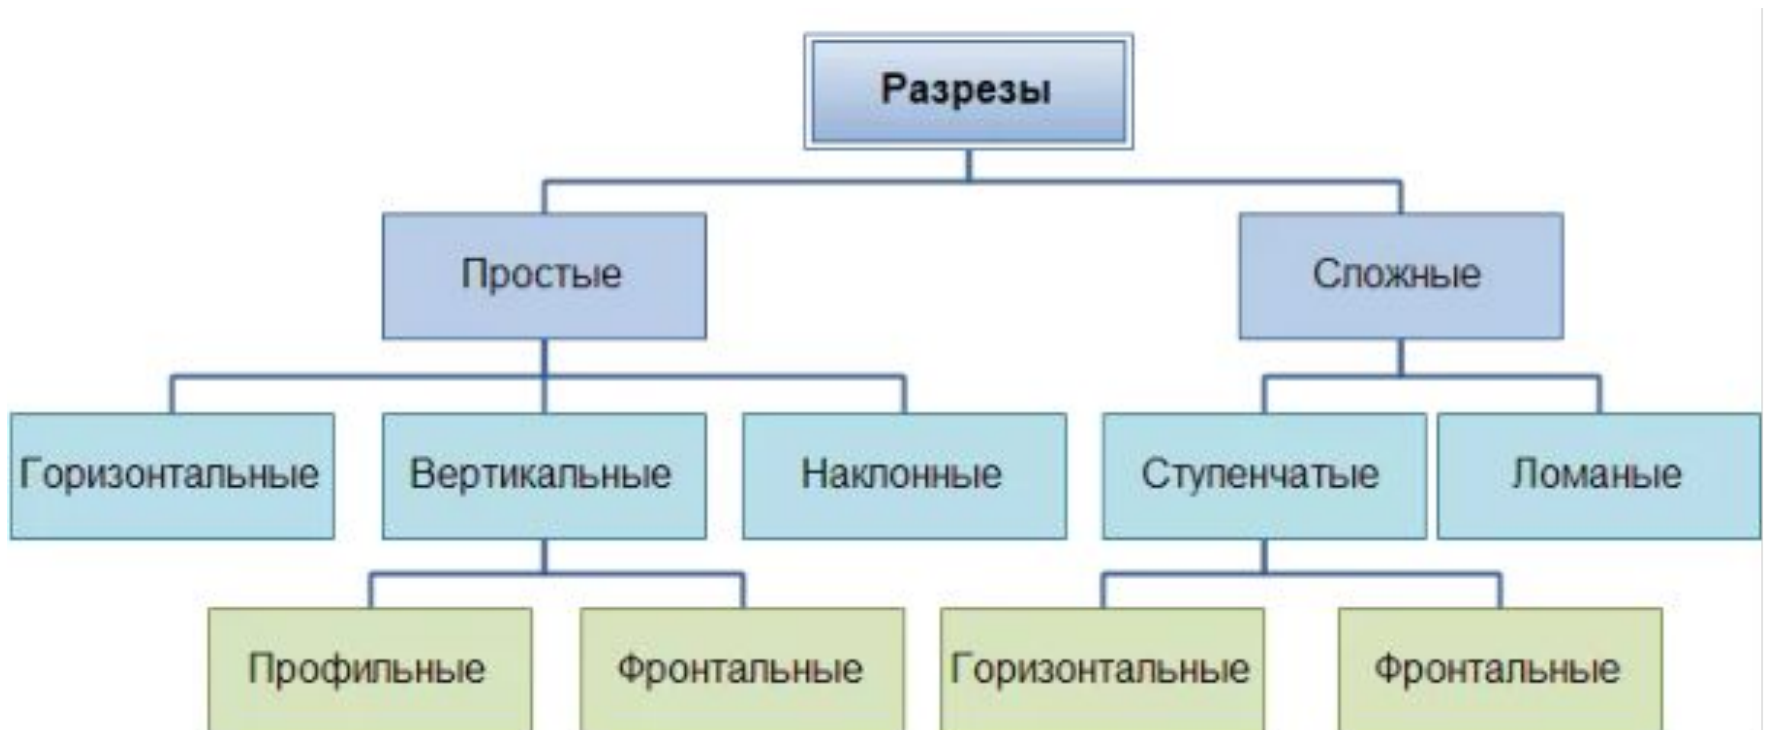 Разрезы
Простые
Сложные
Горизонтальные
Вертикальные
Наклонные
Ступенчатые
Ломаные
Профильные
Фронтальные
Горизонтальные
Фронтальные